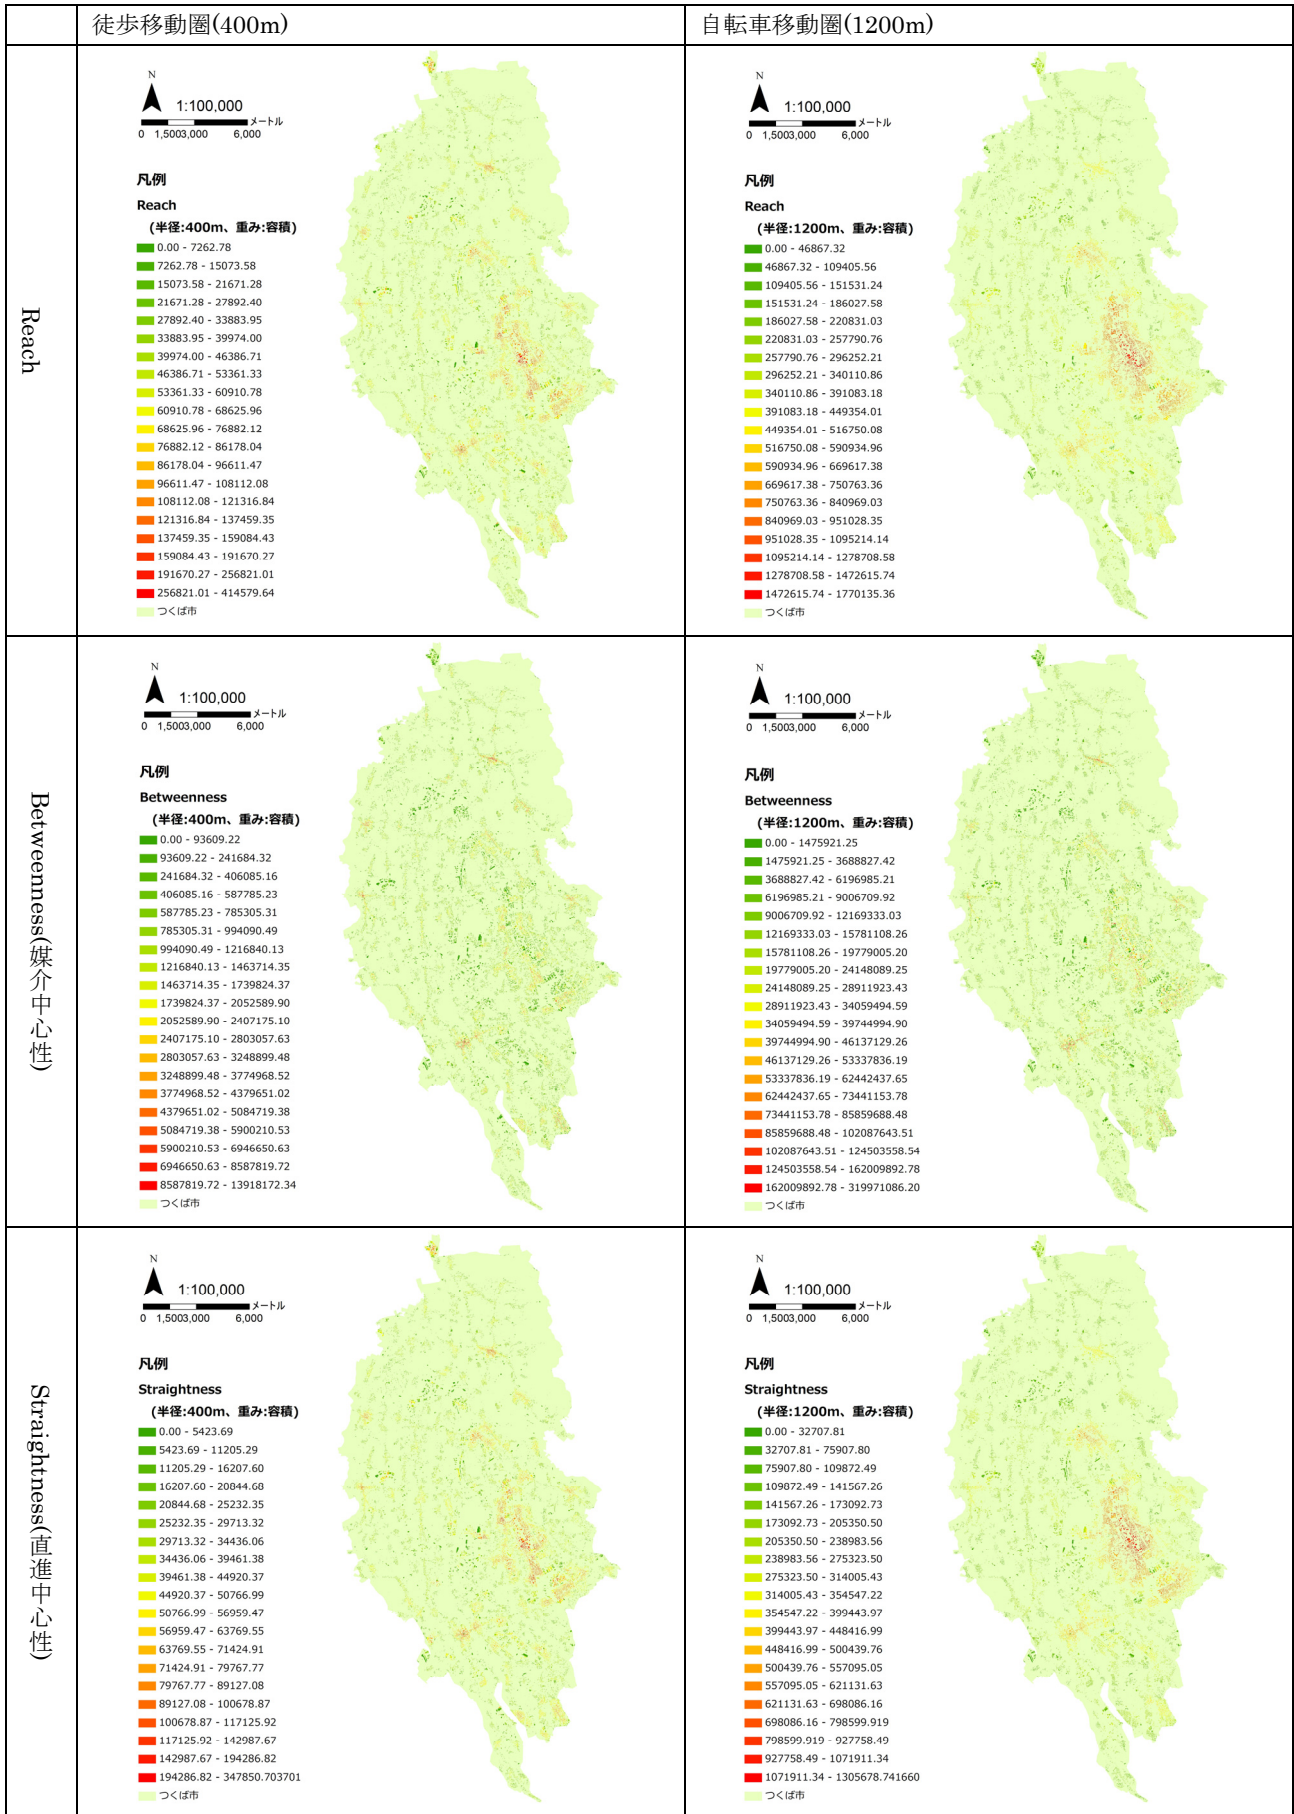 徒歩移動圏(400m)
自転車移動圏(1200m)
Reach
N
1:100,000
メートル
0 1,5003,000 6,000
凡例
Reach
(半径:400m、重み:容積)
0.00 - 7262.78
7262.78 - 15073.58
15073.58 - 21671.28
21671.28 - 27892.40
27892.40 - 33883.95
33883.95 - 39974.00
39974.00 - 46386.71
46386.71 - 53361.33
53361.33 - 60910.78
60910.78 - 68625.96
68625.96 - 76882.12
76882.12 - 86178.04
86178.04 - 96611.47
96611.47 - 108112.08
108112.08 - 121316.84
121316.84 - 137459.35
137459.35 - 159084.43
159084.43 - 191670.27
191670.27 - 256821.01
256821.01 - 414579.64
つくば市
N
1:100,000
メートル
0 1,5003,000 6,000
凡例
Reach
(半径:1200m、重み:容積)
0.00 - 46867.32
46867.32 - 109405.56
109405.56 - 151531.24
151531.24 - 186027.58
186027.58 - 220831.03
220831.03 - 257790.76
257790.76 - 296252.21
296252.21 - 340110.86
340110.86 - 391083.18
391083.18 - 449354.01
449354.01 - 516750.08
516750.08 - 590934.96
590934.96 - 669617.38
669617.38 - 750763.36
750763.36 - 840969.03
840969.03 - 951028.35
951028.35 - 1095214.14
1095214.14 - 1278708.58
1278708.58 - 1472615.74
1472615.74 - 1770135.36
つくば市
Betweenness(媒介中心性)
N
1:100,000
メートル
0 1,5003,000 6,000
凡例
Betweenness
(半径:400m、重み:容積)
0.00 - 93609.22
93609.22 - 241684.32
241684.32 - 406085.16
406085.16 - 587785.23
587785.23 - 785305.31
785305.31 - 994090.49
994090.49 - 1216840.13
1216840.13 - 1463714.35
1463714.35 - 1739824.37
1739824.37 - 2052589.90
2052589.90 - 2407175.10
2407175.10 - 2803057.63
2803057.63 - 3248899.48
3248899.48 - 3774968.52
3774968.52 - 4379651.02
4379651.02 - 5084719.38
5084719.38 - 5900210.53
5900210.53 - 6946650.63
6946650.63 - 8587819.72
8587819.72 - 13918172.34
つくば市
N
1:100,000
メートル
0 1,5003,000 6,000
凡例
Betweenness
(半径:1200m、重み:容積)
0.00 - 1475921.25
1475921.25 - 3688827.42
3688827.42 - 6196985.21
6196985.21 - 9006709.92
9006709.92 - 12169333.03
12169333.03 - 15781108.26
15781108.26 - 19779005.20
19779005.20 - 24148089.25
24148089.25 - 28911923.43
28911923.43 - 34059494.59
34059494.59 - 39744994.90
39744994.90 - 46137129.26
46137129.26 - 53337836.19
53337836.19 - 62442437.65
62442437.65 - 73441153.78
73441153.78 - 85859688.48
85859688.48 - 102087643.51
102087643.51 - 124503558.54
124503558.54 - 162009892.78
162009892.78 - 319971086.20
つくば市
Straightness(直進中心性)
N
1:100,000
メートル
0 1,5003,000 6,000
凡例
Straightness
(半径:400m、重み:容積)
0.00 - 5423.69
5423.69 - 11205.29
11205.29 - 16207.60
16207.60 - 20844.68
20844.68 - 25232.35
25232.35 - 29713.32
29713.32 - 34436.06
34436.06 - 39461.38
39461.38 - 44920.37
44920.37 - 50766.99
50766.99 - 56959.47
56959.47 - 63769.55
63769.55 - 71424.91
71424.91 - 79767.77
79767.77 - 89127.08
89127.08 - 100678.87
100678.87 - 117125.92
117125.92 - 142987.67
142987.67 - 194286.82
194286.82 - 347850.703701
つくば市
N
1:100,000
メートル
0 1,5003,000 6,000
凡例
Straightness
(半径:1200m、重み:容積)
0.00 - 32707.81
32707.81 - 75907.80
75907.80 - 109872.49
109872.49 - 141567.26
141567.26 - 173092.73
173092.73 - 205350.50
205350.50 - 238983.56
238983.56 - 275323.50
275323.50 - 314005.43
314005.43 - 354547.22
354547.22 - 399443.97
399443.97 - 448416.99
448416.99 - 500439.76
500439.76 - 557095.05
557095.05 - 621131.63
621131.63 - 698086.16
698086.16 - 798599.919
798599.919 - 927758.49
927758.49 - 1071911.34
1071911.34 - 1305678.741660
つくば市